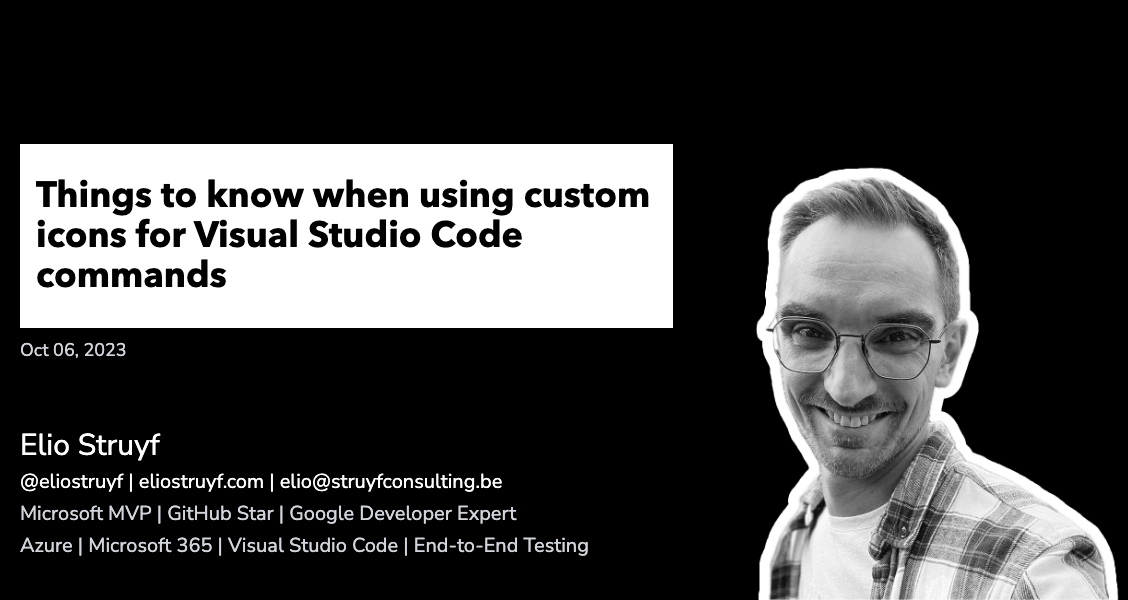 Things to know when using custom
icons for Visual Studio Code
commands
Oct 06, 2023
Elio Struyf
@eliostruyf | eliostruyf.com | elio@struyfconsulting.be
Microsoft MVP | GitHub Star | Google Developer Expert
Azure | Microsoft 365 | Visual Studio Code | End-to-End Testing